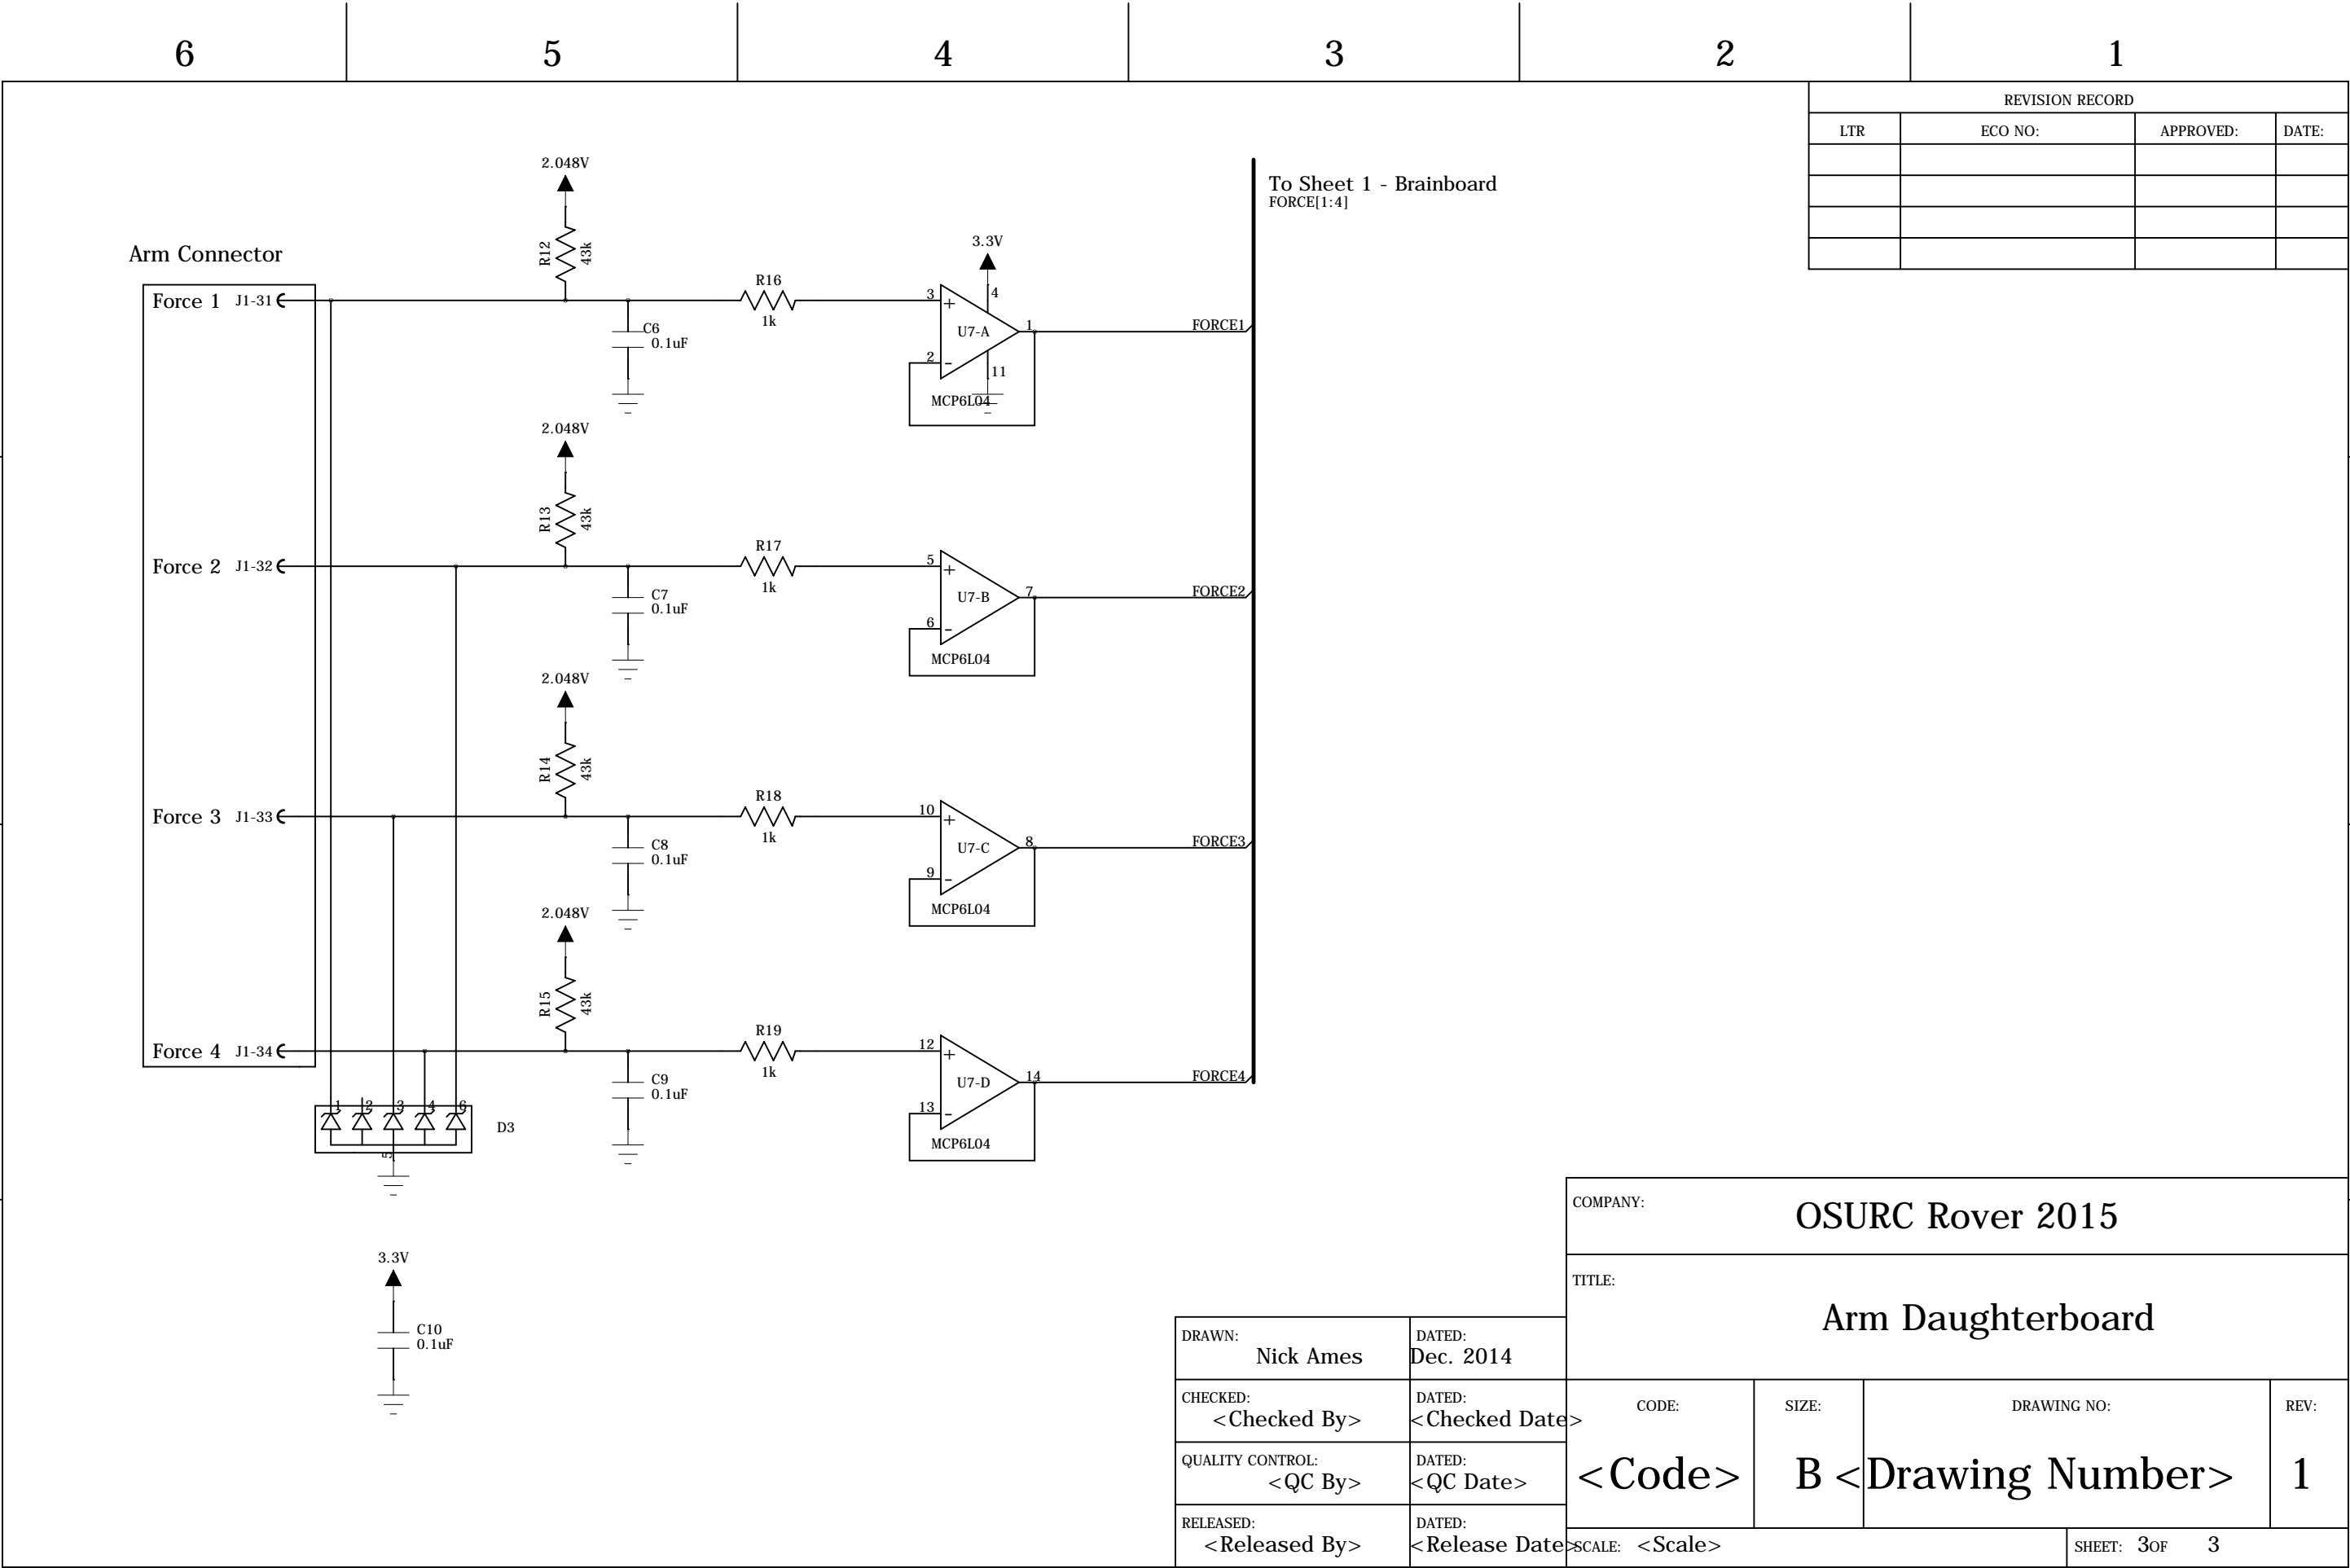 6 5 4 3 2 1
REVISION RECORD
LTR ECO NO: APPROVED: DATE:
To Sheet 1 - Brainboard
FORCE[1:4]
Arm Connector
2.048V
R12 43k
3.3V
Force 1 J1-31
R16
1k
C6
0.1uF
3 + 4
U7-A 1
2 - 11
MCP6L04
FORCE1
2.048V
R13 43k
Force 2 J1-32
R17
1k
C7
0.1uF
5 +
U7-B 7
6 -
MCP6L04
FORCE2
2.048V
R14 43k
Force 3 J1-33
R18
1k
C8
0.1uF
10 +
U7-C 8
9 -
MCP6L04
FORCE3
2.048V
R15 43k
Force 4 J1-34
R19
1k
C9
0.1uF
12 +
U7-D 14
13 -
MCP6L04
FORCE4
1 2 3 4 6
D3
5
3.3V
C10
0.1uF
COMPANY:
OSURC Rover 2015
TITLE:
Arm Daughterboard
DRAWN: DATED:
Nick Ames Dec. 2014
CHECKED: DATED:
<Checked By> <Checked Date>
QUALITY CONTROL: DATED:
<QC By> <QC Date>
RELEASED: DATED:
<Released By> <Release Date>
CODE: SIZE: DRAWING NO: REV:
<Code> B <Drawing Number> 1
SCALE: <Scale> SHEET: 3 OF 3